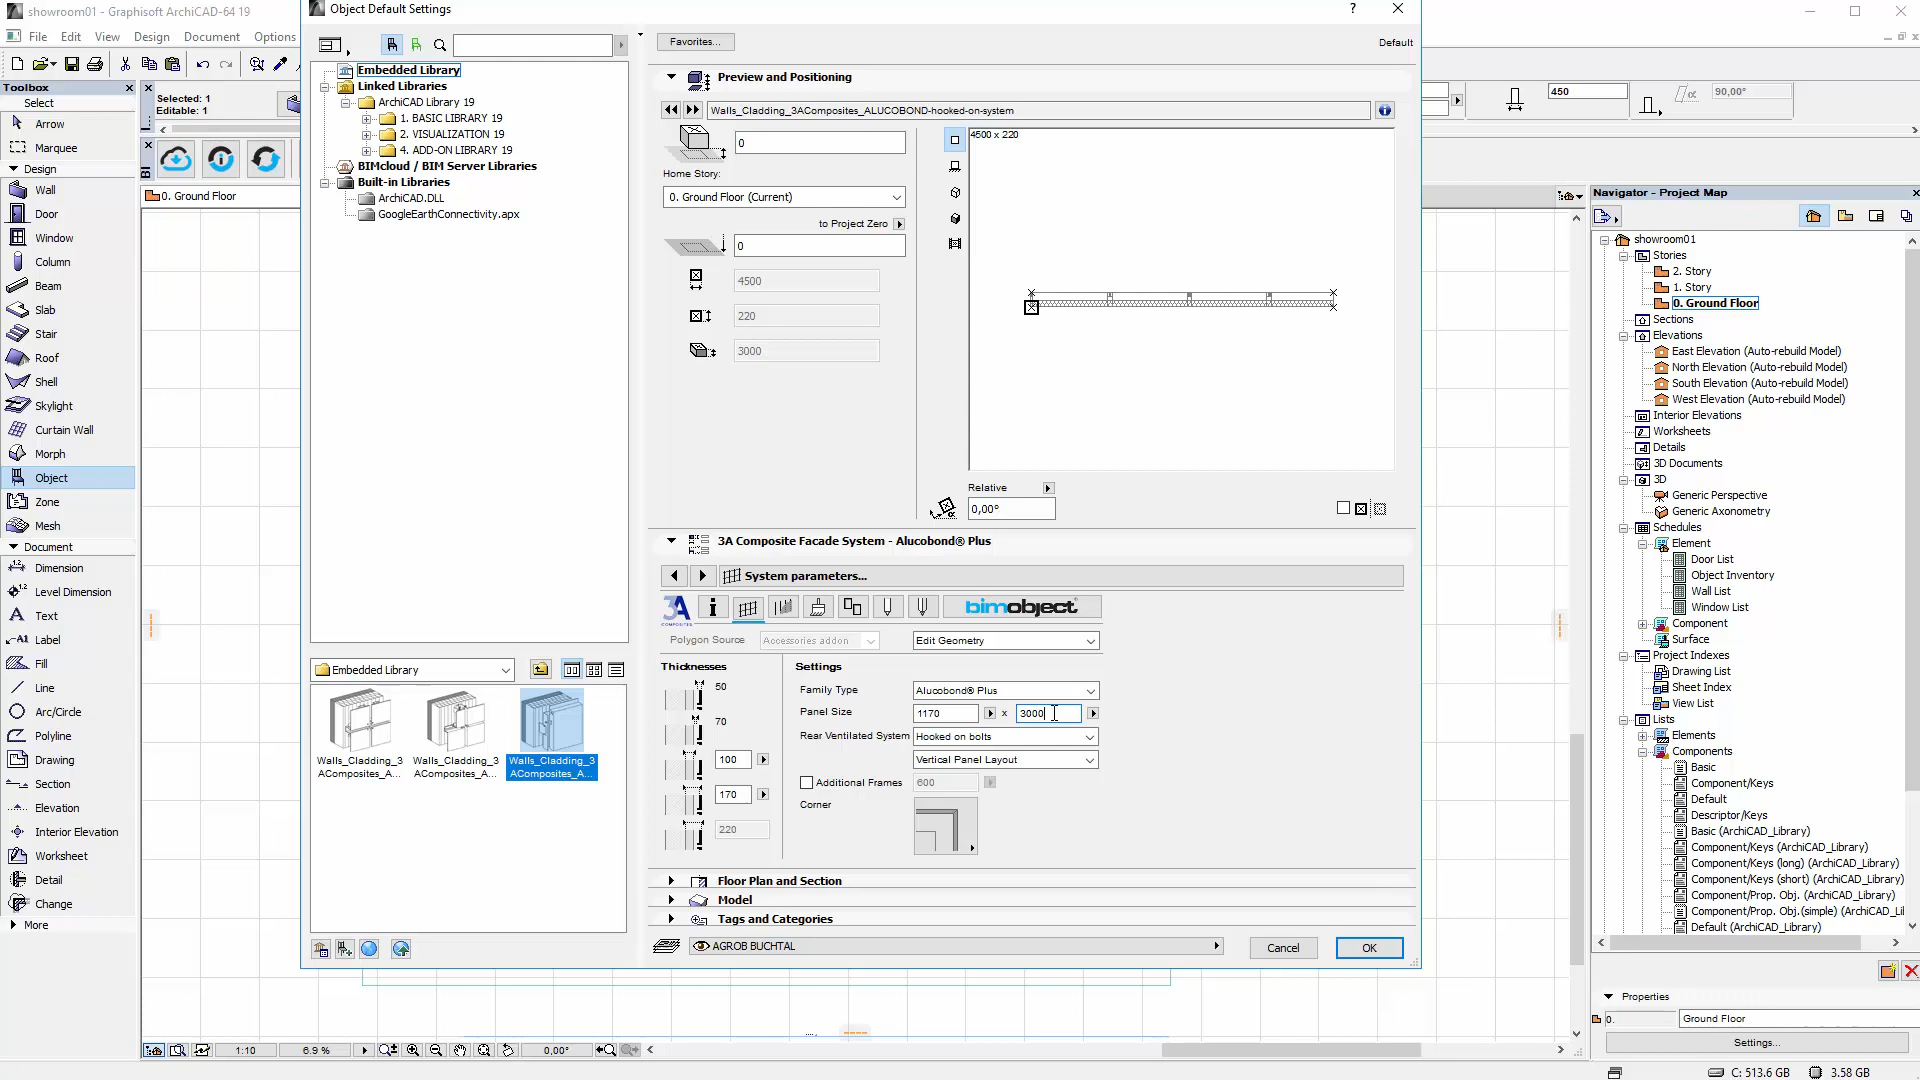 showroom01 - Graphisoft ArchiCAD-64 19
File Edit View Design Document Options
Toolbox
Select
Arrow
Marquee
Design
Wall
Door
Window
Column
Beam
Slab
Stair
Roof
Shell
Skylight
Curtain Wall
Morph
Object
Zone
Mesh
Document
Dimension
Level Dimension
Text
Label
Fill
Line
Arc/Circle
Polyline
Drawing
Section
Elevation
Interior Elevation
Worksheet
Detail
Change
More
Selected: 1
Editable: 1
BI
0. Ground Floor
Object Default Settings
?
Embedded Library
Linked Libraries
ArchiCAD Library 19
1. BASIC LIBRARY 19
2. VISUALIZATION 19
4. ADD-ON LIBRARY 19
BIMcloud / BIM Server Libraries
Built-in Libraries
ArchiCAD.DLL
GoogleEarthConnectivity.apx
Embedded Library
Walls_Cladding_3
AComposites_A...
Walls_Cladding_3
AComposites_A...
Walls_Cladding_3
AComposites_A...
Favorites...
Default
Preview and Positioning
Walls_Cladding_3AComposites_ALUCOBOND-hooked-on-system
0
Home Story:
0. Ground Floor (Current)
to Project Zero
0
4500
220
3000
4500 x 220
Relative
0,00°
3A Composite Facade System - Alucobond® Plus
System parameters...
3A
COMPOSITES
bimobject
Polygon Source Accessories addon Edit Geometry
Thicknesses
50
70
100
170
220
Settings
Family Type Alucobond® Plus
Panel Size 1170 x 3000
Rear Ventilated System Hooked on bolts
Vertical Panel Layout
Additional Frames 600
Corner
Floor Plan and Section
Model
Tags and Categories
AGROB BUCHTAL
Cancel
OK
450
90,00°
Navigator - Project Map
showroom01
Stories
2. Story
1. Story
0. Ground Floor
Sections
Elevations
East Elevation (Auto-rebuild Model)
North Elevation (Auto-rebuild Model)
South Elevation (Auto-rebuild Model)
West Elevation (Auto-rebuild Model)
Interior Elevations
Worksheets
Details
3D Documents
3D
Generic Perspective
Generic Axonometry
Schedules
Element
Door List
Object Inventory
Wall List
Window List
Component
Surface
Project Indexes
Drawing List
Sheet Index
View List
Lists
Elements
Components
Basic
Component/Keys
Default
Descriptor/Keys
Basic (ArchiCAD_Library)
Component/Keys (ArchiCAD_Library)
Component/Keys (long) (ArchiCAD_Library)
Component/Keys (short) (ArchiCAD_Library)
Component/Prop. Obj. (ArchiCAD_Library)
Component/Prop. Obj.(simple) (ArchiCAD_Li
Default (ArchiCAD_Library)
Properties
0. Ground Floor
Settings...
1:10 6.9 % 0,00°
C: 513.6 GB 3.58 GB